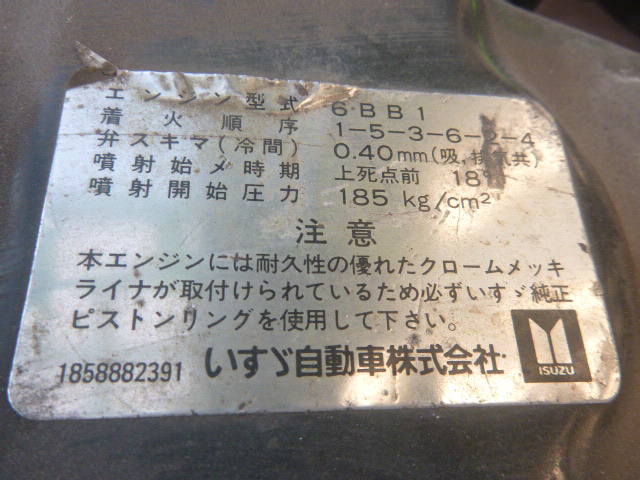 エンジン型式 6BB1
着火順序 1-5-3-6-2-4
弁スキマ(冷間) 0.40mm(吸,排気共)
噴射始メ時期 上死点前 18°
噴射開始圧力 185 kg/cm²
注意
本エンジンには耐久性の優れたクロームメッキ
ライナが取付けられているため必ずいすゞ純正
ピストンリングを使用して下さい。
1858882391 いすゞ自動車株式会社 ISUZU